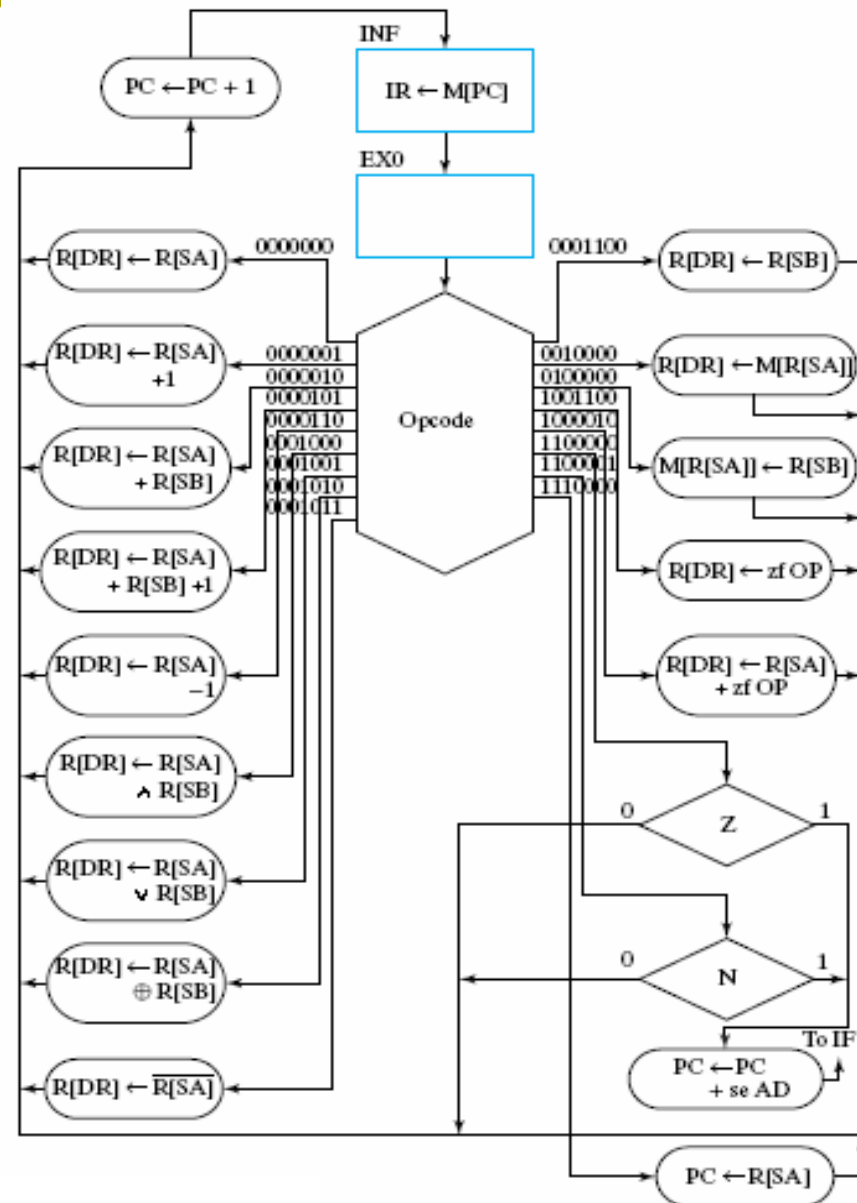 INF
PC ← PC + 1
IR ← M[PC]
EX0
0000000
0001100
R[DR] ← R[SA]
R[DR] ← R[SB]
0000001
0010000
R[DR] ← R[SA]
+1
R[DR] ← M[R[SA]]
0000010
0100000
0000101
1001100
0000110
1000010
Opcode
0001000
1100000
R[DR] ← R[SA]
+ R[SB]
M[R[SA]] ← R[SB]
0001001
1100001
0001010
1110000
0001011
R[DR] ← R[SA]
+ R[SB] +1
R[DR] ← zf OP
R[DR] ← R[SA]
−1
R[DR] ← R[SA]
+ zf OP
R[DR] ← R[SA]
∧ R[SB]
0
Z
1
R[DR] ← R[SA]
∨ R[SB]
0
N
1
R[DR] ← R[SA]
⊕ R[SB]
To IF
PC ← PC
+ se AD
R[DR] ← R̅[̅S̅A̅]̅
PC ← R[SA]